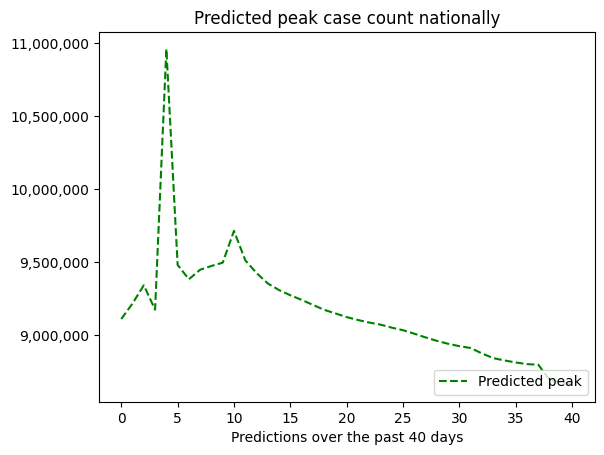 Predicted peak case count nationally
11,000,000
10,500,000
10,000,000
9,500,000
9,000,000
Predicted peak
0 5 10 15 20 25 30 35 40
Predictions over the past 40 days